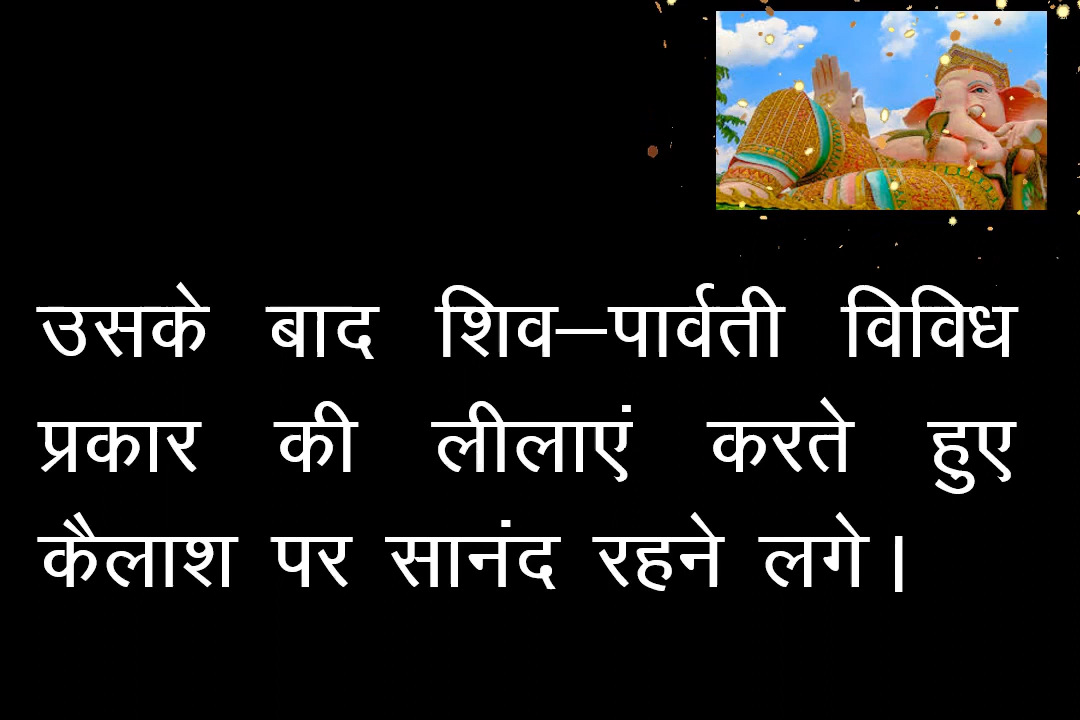 उसके बाद शिव–पार्वती विविध
प्रकार की लीलाएं करते हुए
कैलाश पर सानंद रहने लगे।